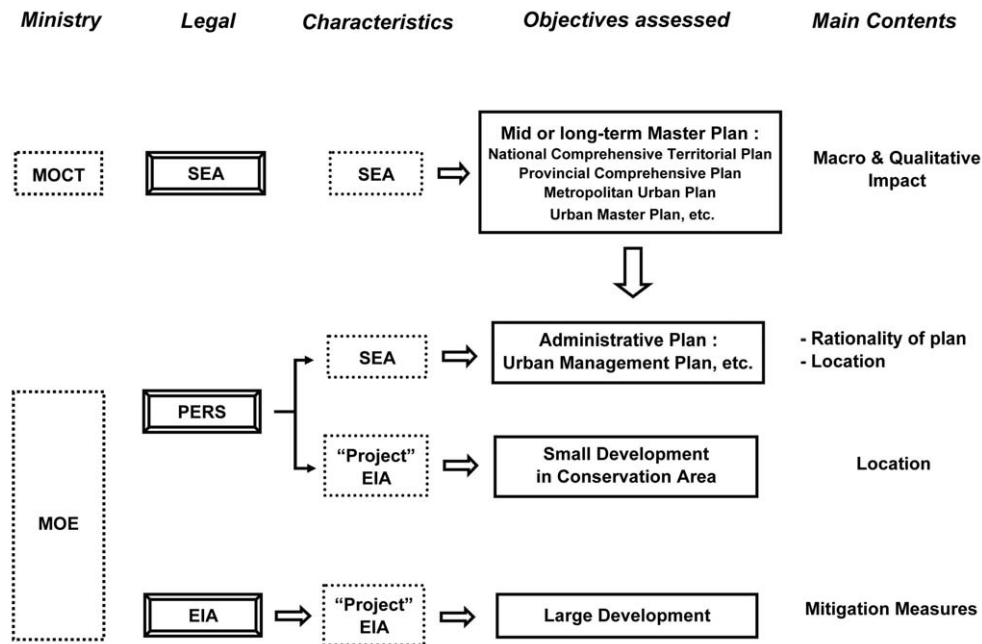 Ministry Legal Characteristics Objectives assessed Main Contents
MOCT
SEA
SEA
Mid or long-term Master Plan :
National Comprehensive Territorial Plan
Provincial Comprehensive Plan
Metropolitan Urban Plan
Urban Master Plan, etc.
Macro & Qualitative
Impact
MOE
PERS
SEA
Administrative Plan :
Urban Management Plan, etc.
- Rationality of plan
- Location
“Project”
EIA
Small Development
in Conservation Area
Location
EIA
“Project”
EIA
Large Development
Mitigation Measures